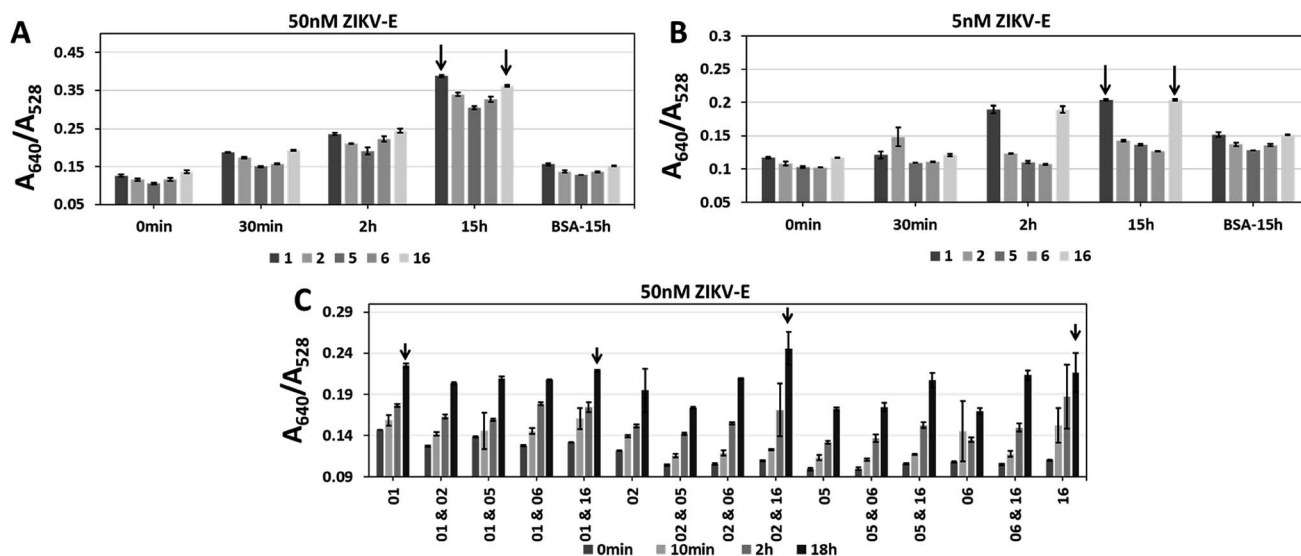 A
50nM ZIKV-E
A640/A528
0.45
0.35
0.25
0.15
0.05
0min 30min 2h 15h BSA-15h
1 2 5 6 16
B
5nM ZIKV-E
A640/A528
0.3
0.25
0.2
0.15
0.1
0.05
0min 30min 2h 15h BSA-15h
1 2 5 6 16
C
50nM ZIKV-E
A640/A528
0.29
0.24
0.19
0.14
0.09
01
01 & 02
01 & 05
01 & 06
01 & 16
02
02 & 05
02 & 06
02 & 16
05
05 & 06
05 & 16
06
06 & 16
16
0min 10min 2h 18h